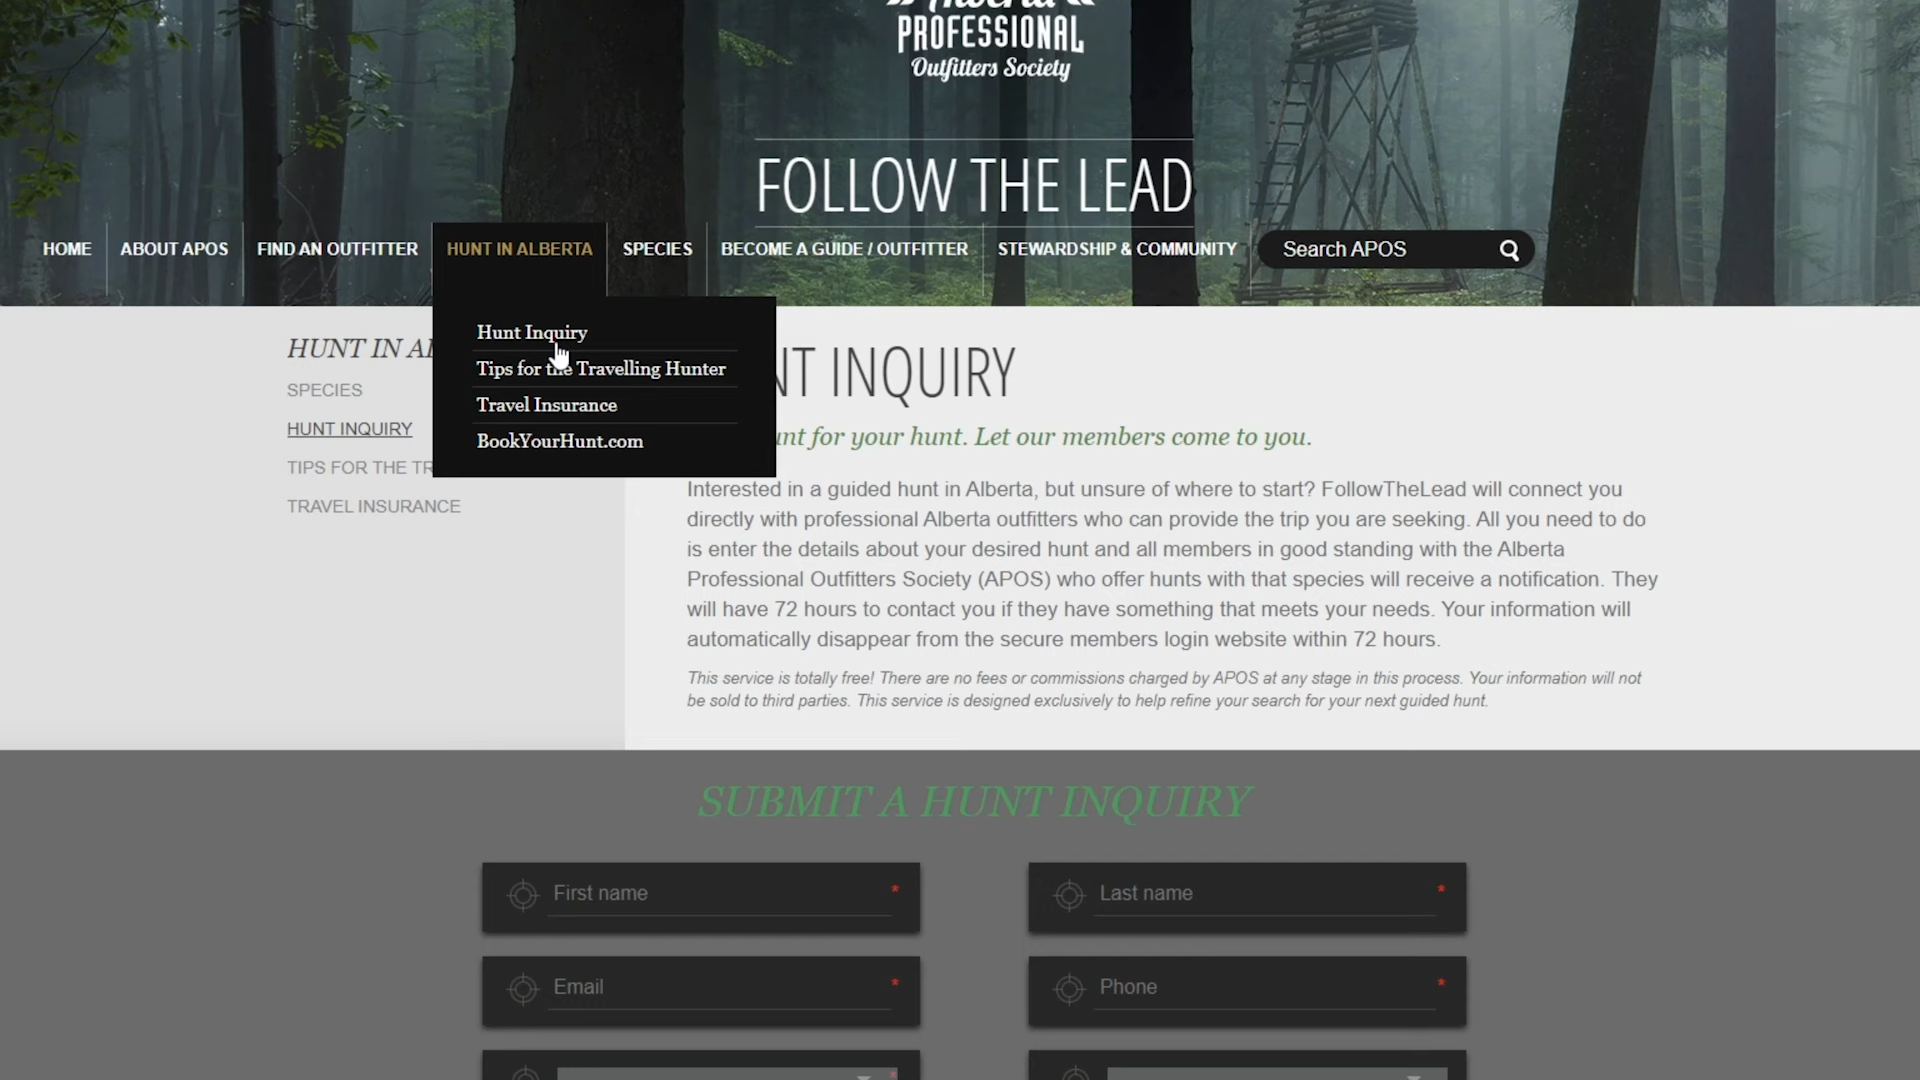 Alberta
PROFESSIONAL
Outfitters Society
FOLLOW THE LEAD
HOME
ABOUT APOS
FIND AN OUTFITTER
HUNT IN ALBERTA
SPECIES
BECOME A GUIDE / OUTFITTER
STEWARDSHIP & COMMUNITY
Search APOS
Hunt Inquiry
Tips for the Travelling Hunter
Travel Insurance
BookYourHunt.com
HUNT IN
SPECIES
HUNT INQUIRY
TIPS FOR THE
TRAVEL INSURANCE
INQUIRY
for your hunt. Let our members come to you.
Interested in a guided hunt in Alberta, but unsure of where to start? FollowTheLead will connect you
directly with professional Alberta outfitters who can provide the trip you are seeking. All you need to do
is enter the details about your desired hunt and all members in good standing with the Alberta
Professional Outfitters Society (APOS) who offer hunts with that species will receive a notification. They
will have 72 hours to contact you if they have something that meets your needs. Your information will
automatically disappear from the secure members login website within 72 hours.
This service is totally free! There are no fees or commissions charged by APOS at any stage in this process. Your information will not
be sold to third parties. This service is designed exclusively to help refine your search for your next guided hunt.
SUBMIT A HUNT INQUIRY
First name *
Last name *
Email *
Phone *